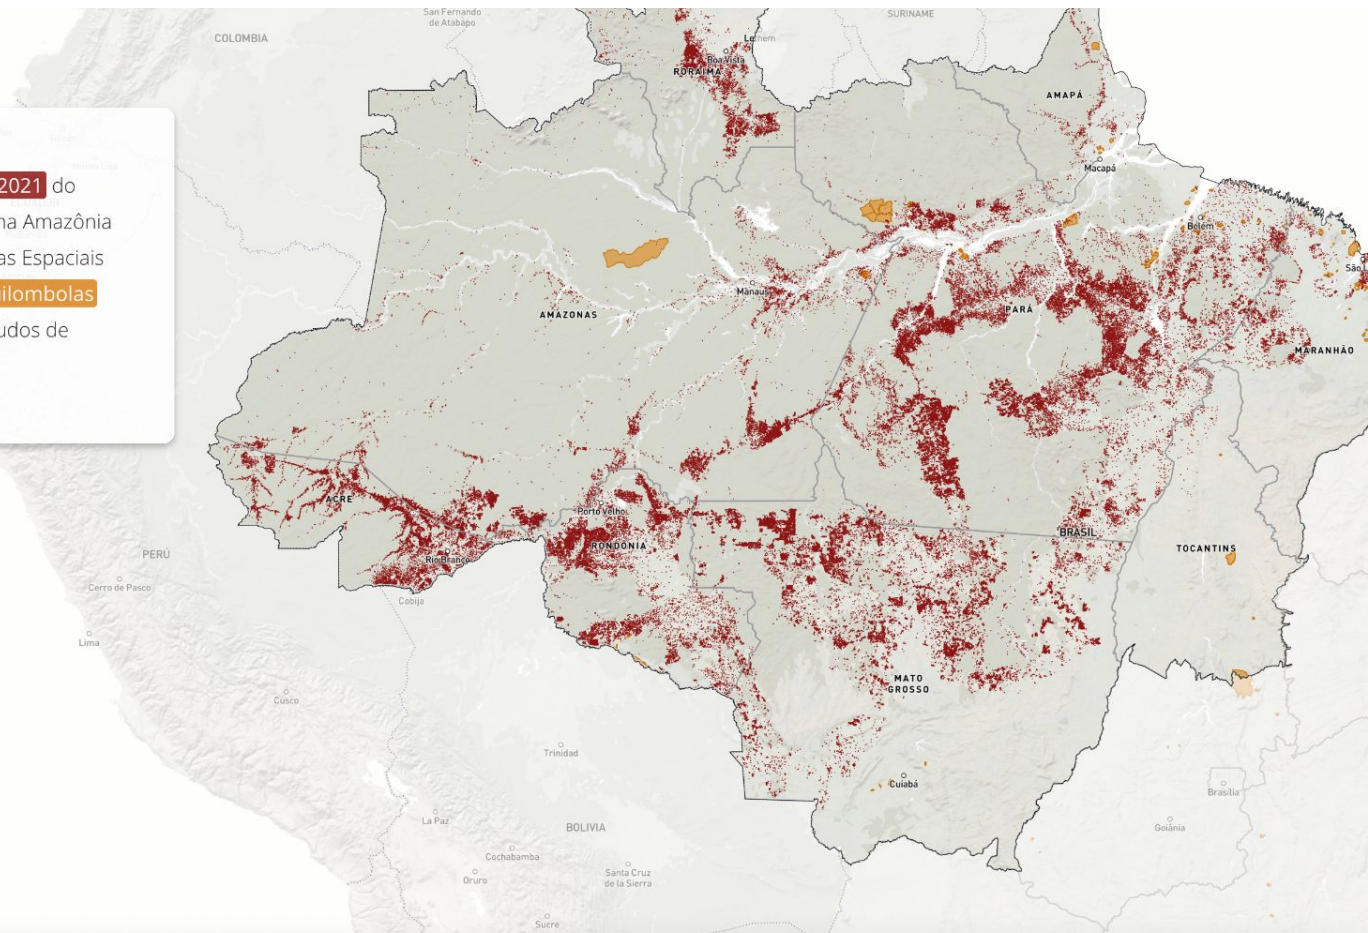 San Fernando
de Atabapo
SURINAME
COLOMBIA
Lethem
Boa Vista
RORAIMA
AMAPÁ
Macapá
2021 do
na Amazônia
as Espaciais
uilombolas
udos de
Belém
São
Manaus
AMAZONAS
PARÁ
MARANHÃO
ACRE
Porto Velho
BRASIL
RONDÔNIA
TOCANTINS
PERÚ
Rio Branco
Cerro de Pasco
Cobija
Lima
MATO
GROSSO
Cusco
Trinidad
Cuiabá
Brasília
La Paz
BOLIVIA
Goiânia
Cochabamba
Santa Cruz
de la Sierra
Oruro
Sucre